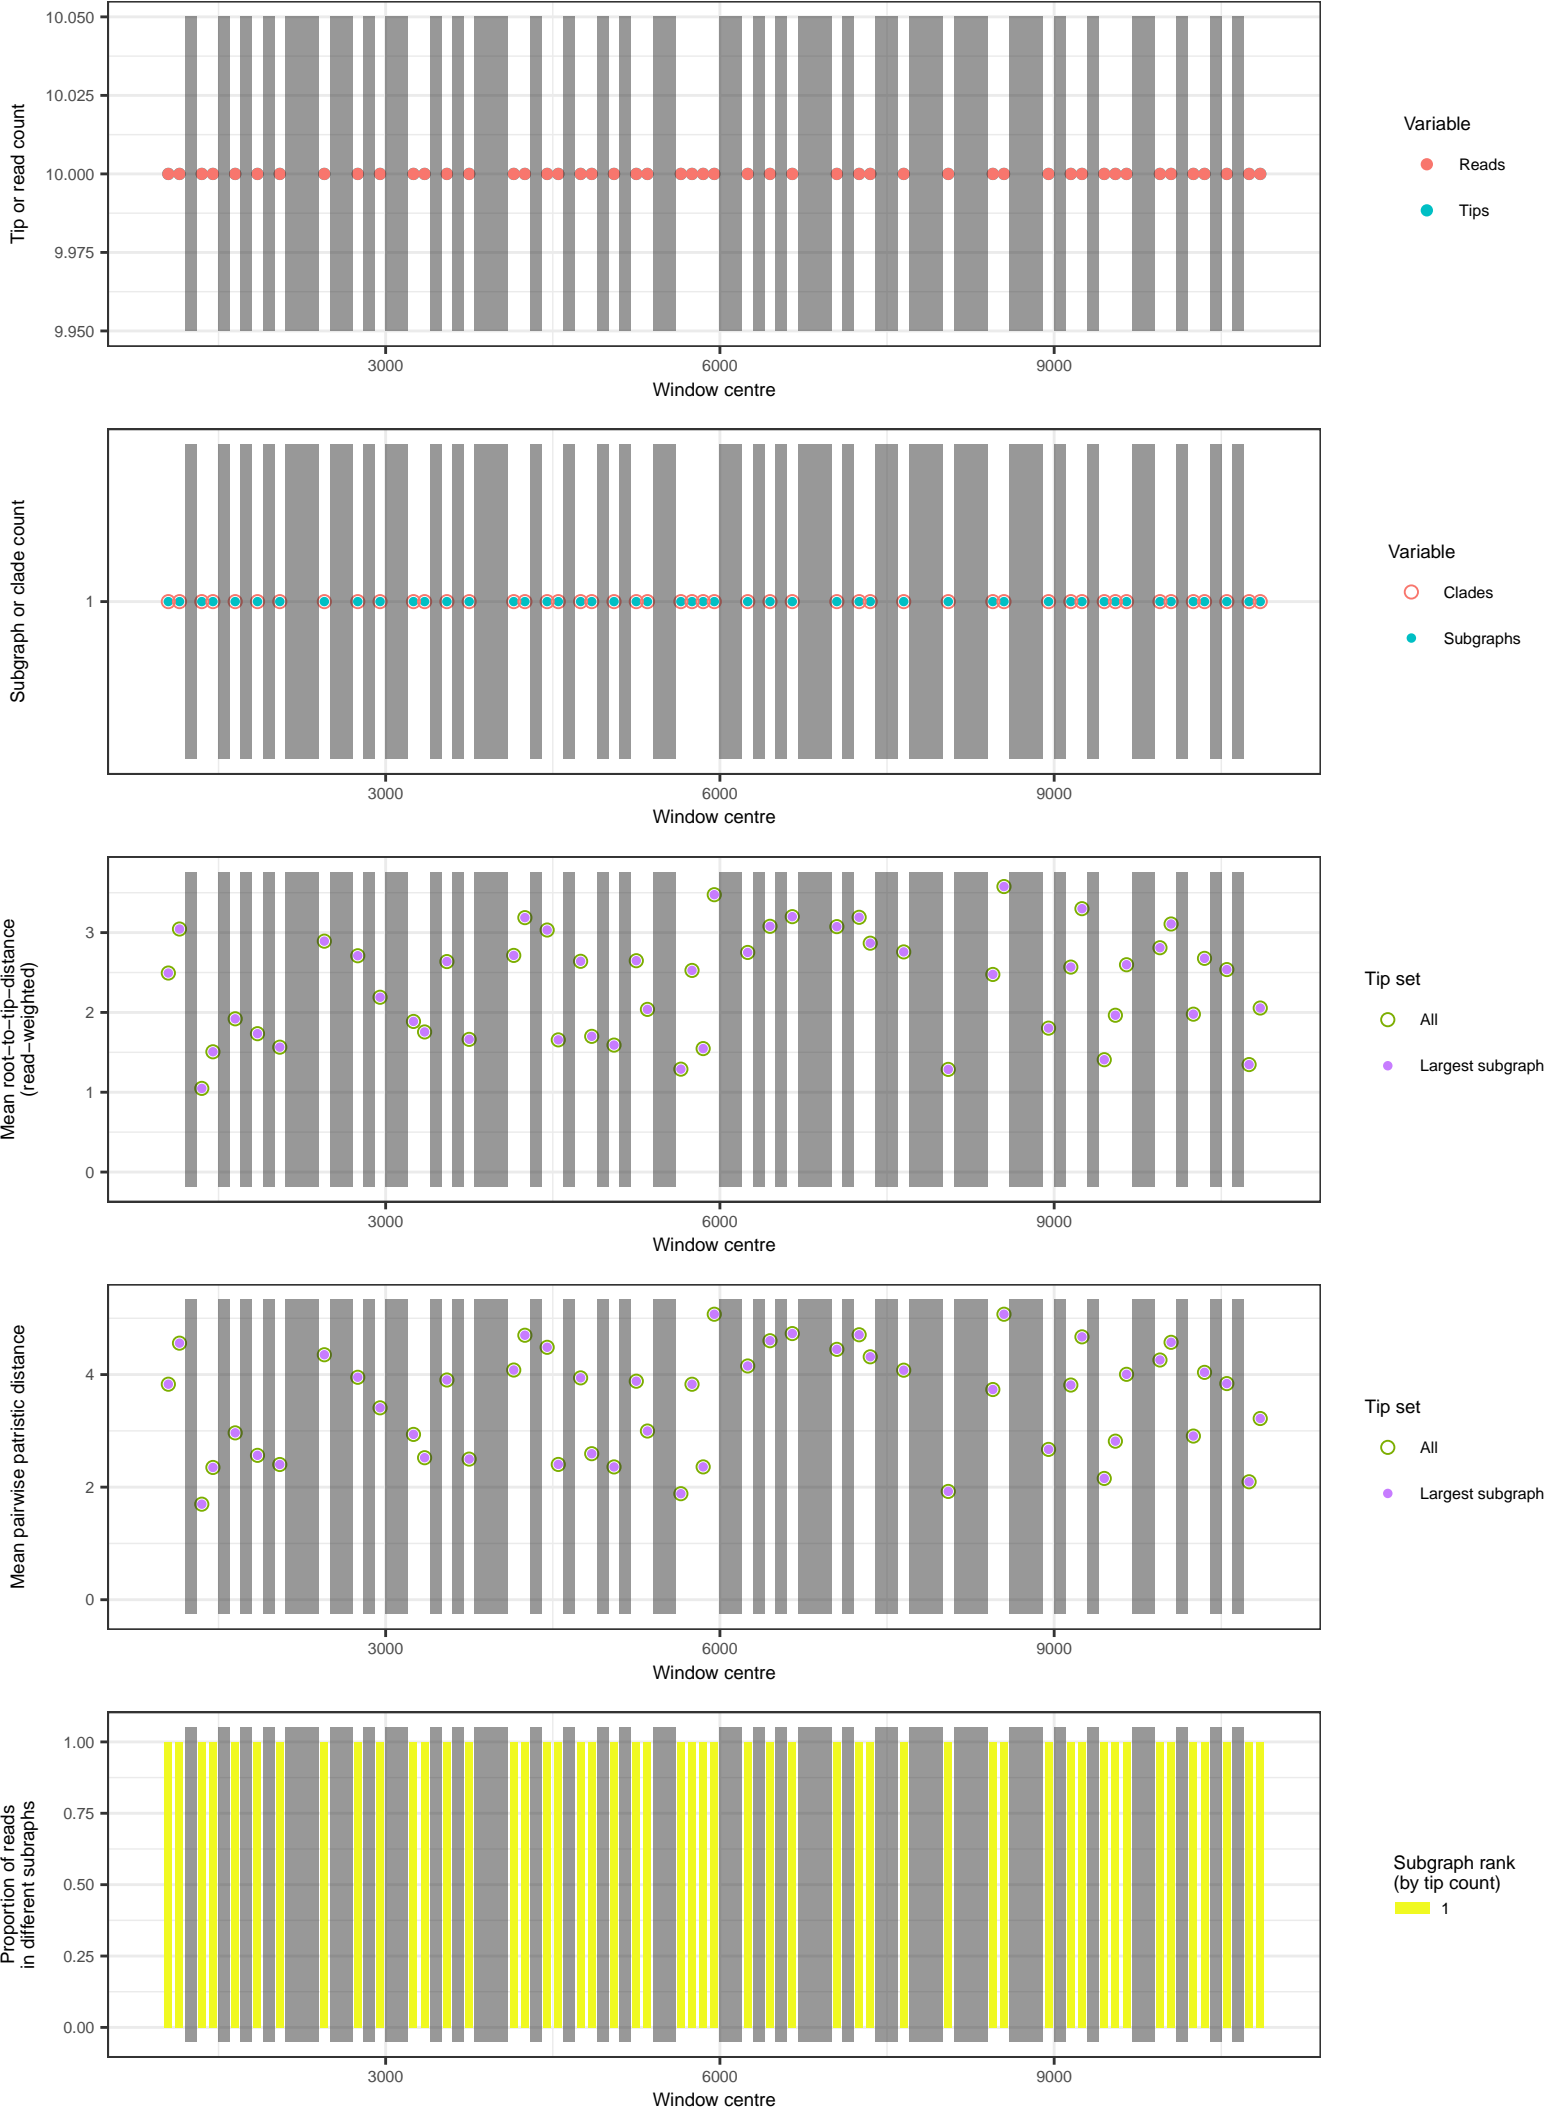 10.050
10.025
10.000
9.975
9.950
Tip or read count
3000 6000 9000
Window centre
Variable
Reads
Tips
Subgraph or clade count
1
3000 6000 9000
Window centre
Variable
Clades
Subgraphs
Mean root−to−tip−distance
(read−weighted)
3
2
1
0
3000 6000 9000
Window centre
Tip set
All
Largest subgraph
Mean pairwise patristic distance
4
2
0
3000 6000 9000
Window centre
Tip set
All
Largest subgraph
Proportion of reads
in different subraphs
1.00
0.75
0.50
0.25
0.00
3000 6000 9000
Window centre
Subgraph rank
(by tip count)
1